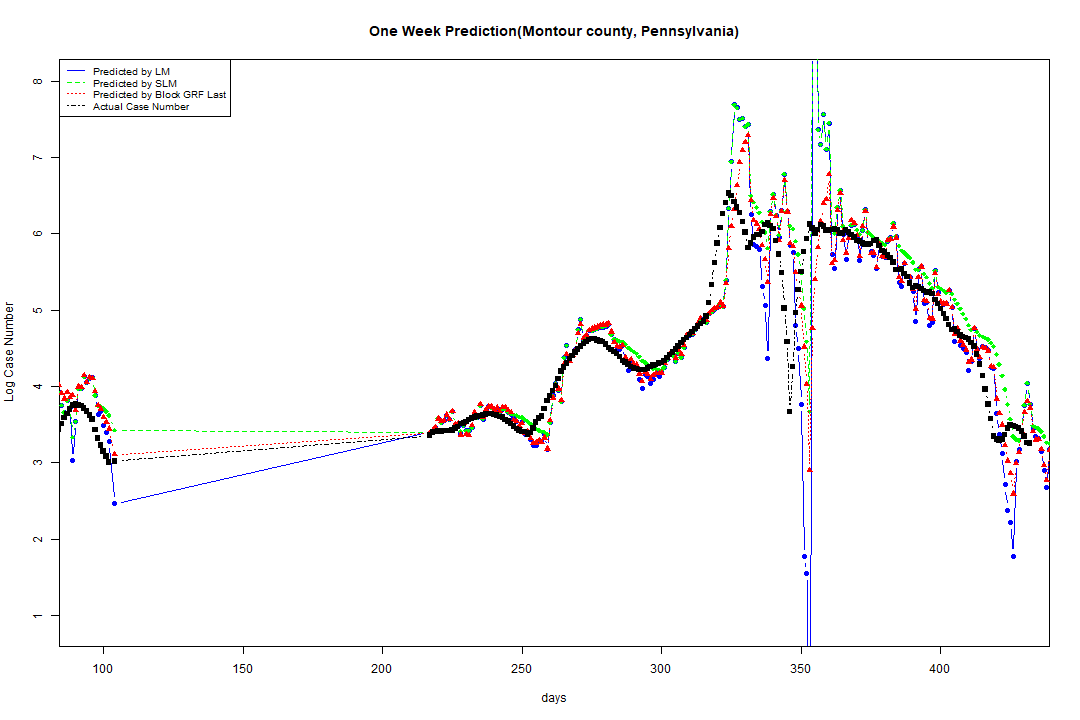 One Week Prediction(Montour county, Pennsylvania)
Predicted by LM
Predicted by SLM
Predicted by Block GRF Last
Actual Case Number
8
7
6
5
4
3
2
1
Log Case Number
100 150 200 250 300 350 400
days